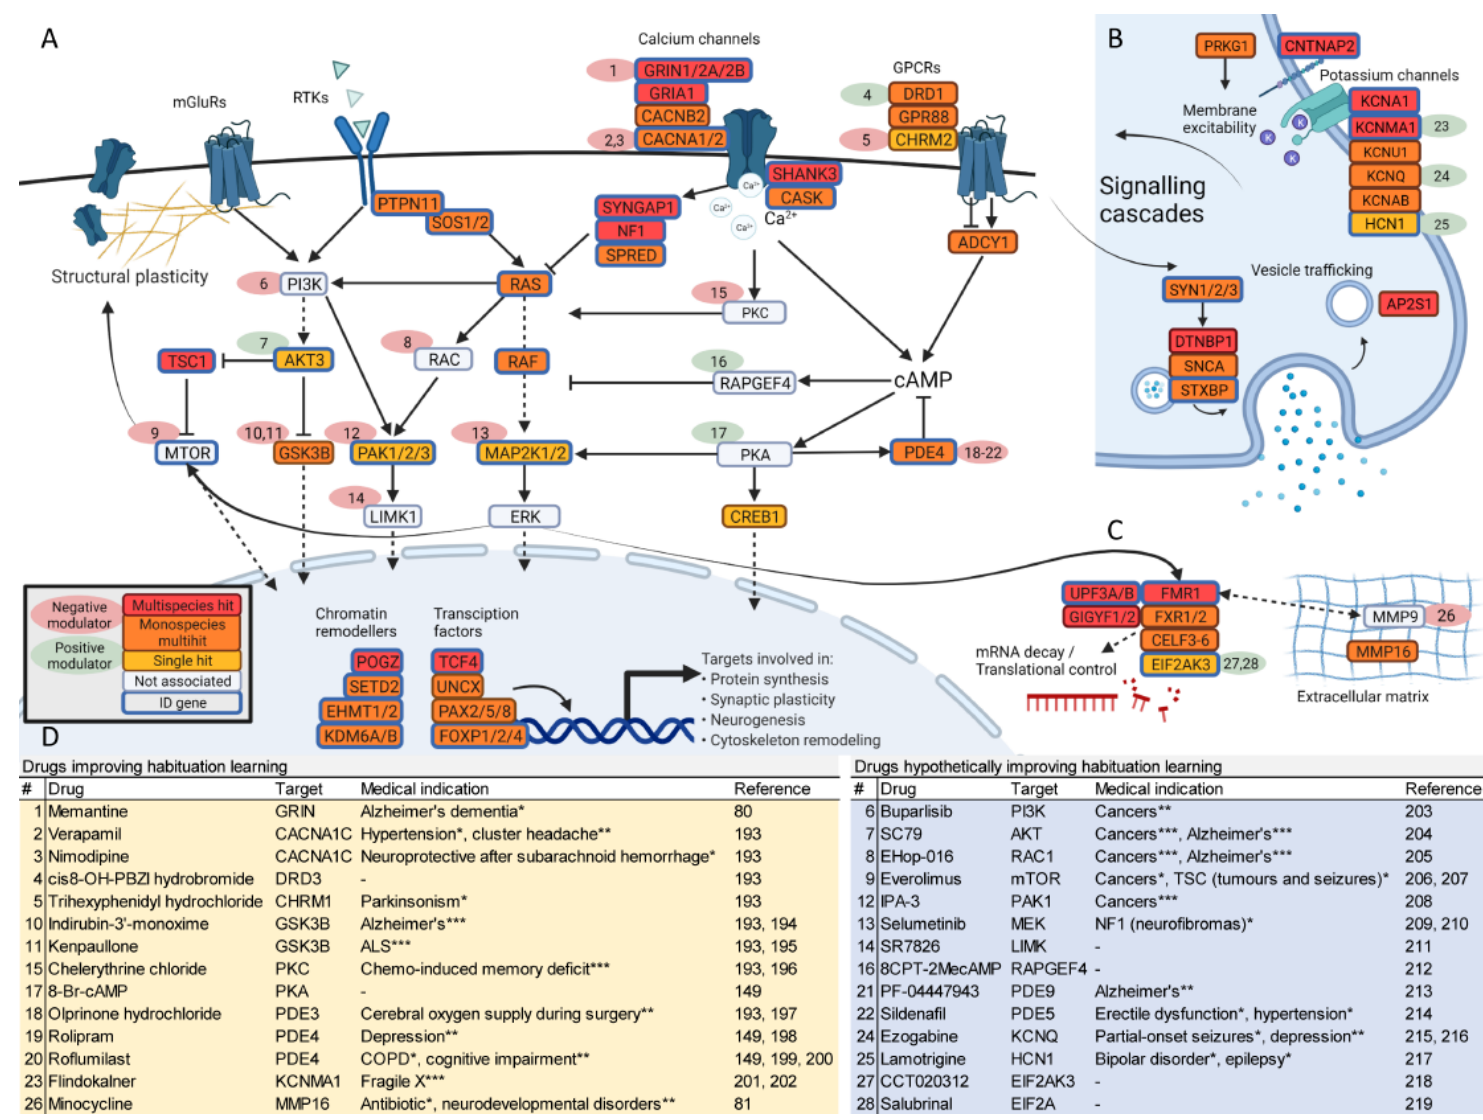 A
Calcium channels
1
GRIN1/2A/2B
GRIA1
CACNB2
2,3
CACNA1/2
GPCRs
4
DRD1
GPR88
5
CHRM2
mGluRs
RTKs
PTPN11
SOS1/2
SHANK3
CASK
Ca²⁺
Ca²⁺
Ca²⁺
Ca²⁺
SYNGAP1
NF1
SPRED
ADCY1
Structural plasticity
6
PI3K
RAS
15
PKC
7
AKT3
TSC1
8
RAC
RAF
16
RAPGEF4
cAMP
9
MTOR
10,11
GSK3B
12
PAK1/2/3
13
MAP2K1/2
17
PKA
PDE4
18-22
14
LIMK1
ERK
CREB1
Negative
modulator
Positive
modulator
Multispecies hit
Monospecies
multihit
Single hit
Not associated
ID gene
Chromatin
remodellers
POGZ
SETD2
EHMT1/2
KDM6A/B
Transciption
factors
TCF4
UNCX
PAX2/5/8
FOXP1/2/4
Targets involved in:
• Protein synthesis
• Synaptic plasticity
• Neurogenesis
• Cytoskeleton remodeling
B
PRKG1
CNTNAP2
Membrane
excitability
Potassium channels
K
K
K
KCNA1
KCNMA1
23
KCNU1
KCNQ
24
KCNAB
HCN1
25
Signalling
cascades
Vesicle trafficking
SYN1/2/3
AP2S1
DTNBP1
SNCA
STXBP
C
UPF3A/B
FMR1
GIGYF1/2
FXR1/2
CELF3-6
EIF2AK3
27,28
mRNA decay /
Translational control
MMP9
26
MMP16
Extracellular matrix
D
Drugs improving habituation learning
# Drug Target Medical indication Reference
1 Memantine GRIN Alzheimer's dementia* 80
2 Verapamil CACNA1C Hypertension*, cluster headache** 193
3 Nimodipine CACNA1C Neuroprotective after subarachnoid hemorrhage* 193
4 cis8-OH-PBZI hydrobromide DRD3 - 193
5 Trihexyphenidyl hydrochloride CHRM1 Parkinsonism* 193
10 Indirubin-3'-monoxime GSK3B Alzheimer's*** 193, 194
11 Kenpaullone GSK3B ALS*** 193, 195
15 Chelerythrine chloride PKC Chemo-induced memory deficit*** 193, 196
17 8-Br-cAMP PKA - 149
18 Olprinone hydrochloride PDE3 Cerebral oxygen supply during surgery** 193, 197
19 Rolipram PDE4 Depression** 149, 198
20 Roflumilast PDE4 COPD*, cognitive impairment** 149, 199, 200
23 Flindokalner KCNMA1 Fragile X*** 201, 202
26 Minocycline MMP16 Antibiotic*, neurodevelopmental disorders** 81
Drugs hypothetically improving habituation learning
# Drug Target Medical indication Reference
6 Buparlisib PI3K Cancers** 203
7 SC79 AKT Cancers***, Alzheimer's*** 204
8 EHop-016 RAC1 Cancers***, Alzheimer's*** 205
9 Everolimus mTOR Cancers*, TSC (tumours and seizures)* 206, 207
12 IPA-3 PAK1 Cancers*** 208
13 Selumetinib MEK NF1 (neurofibromas)* 209, 210
14 SR7826 LIMK - 211
16 8CPT-2MecAMP RAPGEF4 - 212
21 PF-04447943 PDE9 Alzheimer's** 213
22 Sildenafil PDE5 Erectile dysfunction*, hypertension* 214
24 Ezogabine KCNQ Partial-onset seizures*, depression** 215, 216
25 Lamotrigine HCN1 Bipolar disorder*, epilepsy* 217
27 CCT020312 EIF2AK3 - 218
28 Salubrinal EIF2A - 219